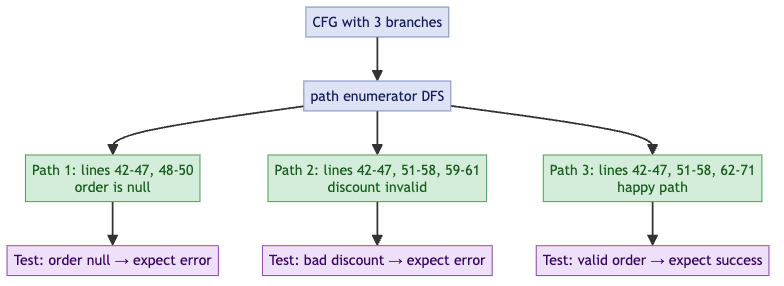 CFG with 3 branches
path enumerator DFS
Path 1: lines 42-47, 48-50
order is null
Path 2: lines 42-47, 51-58, 59-61
discount invalid
Path 3: lines 42-47, 51-58, 62-71
happy path
Test: order null → expect error
Test: bad discount → expect error
Test: valid order → expect success